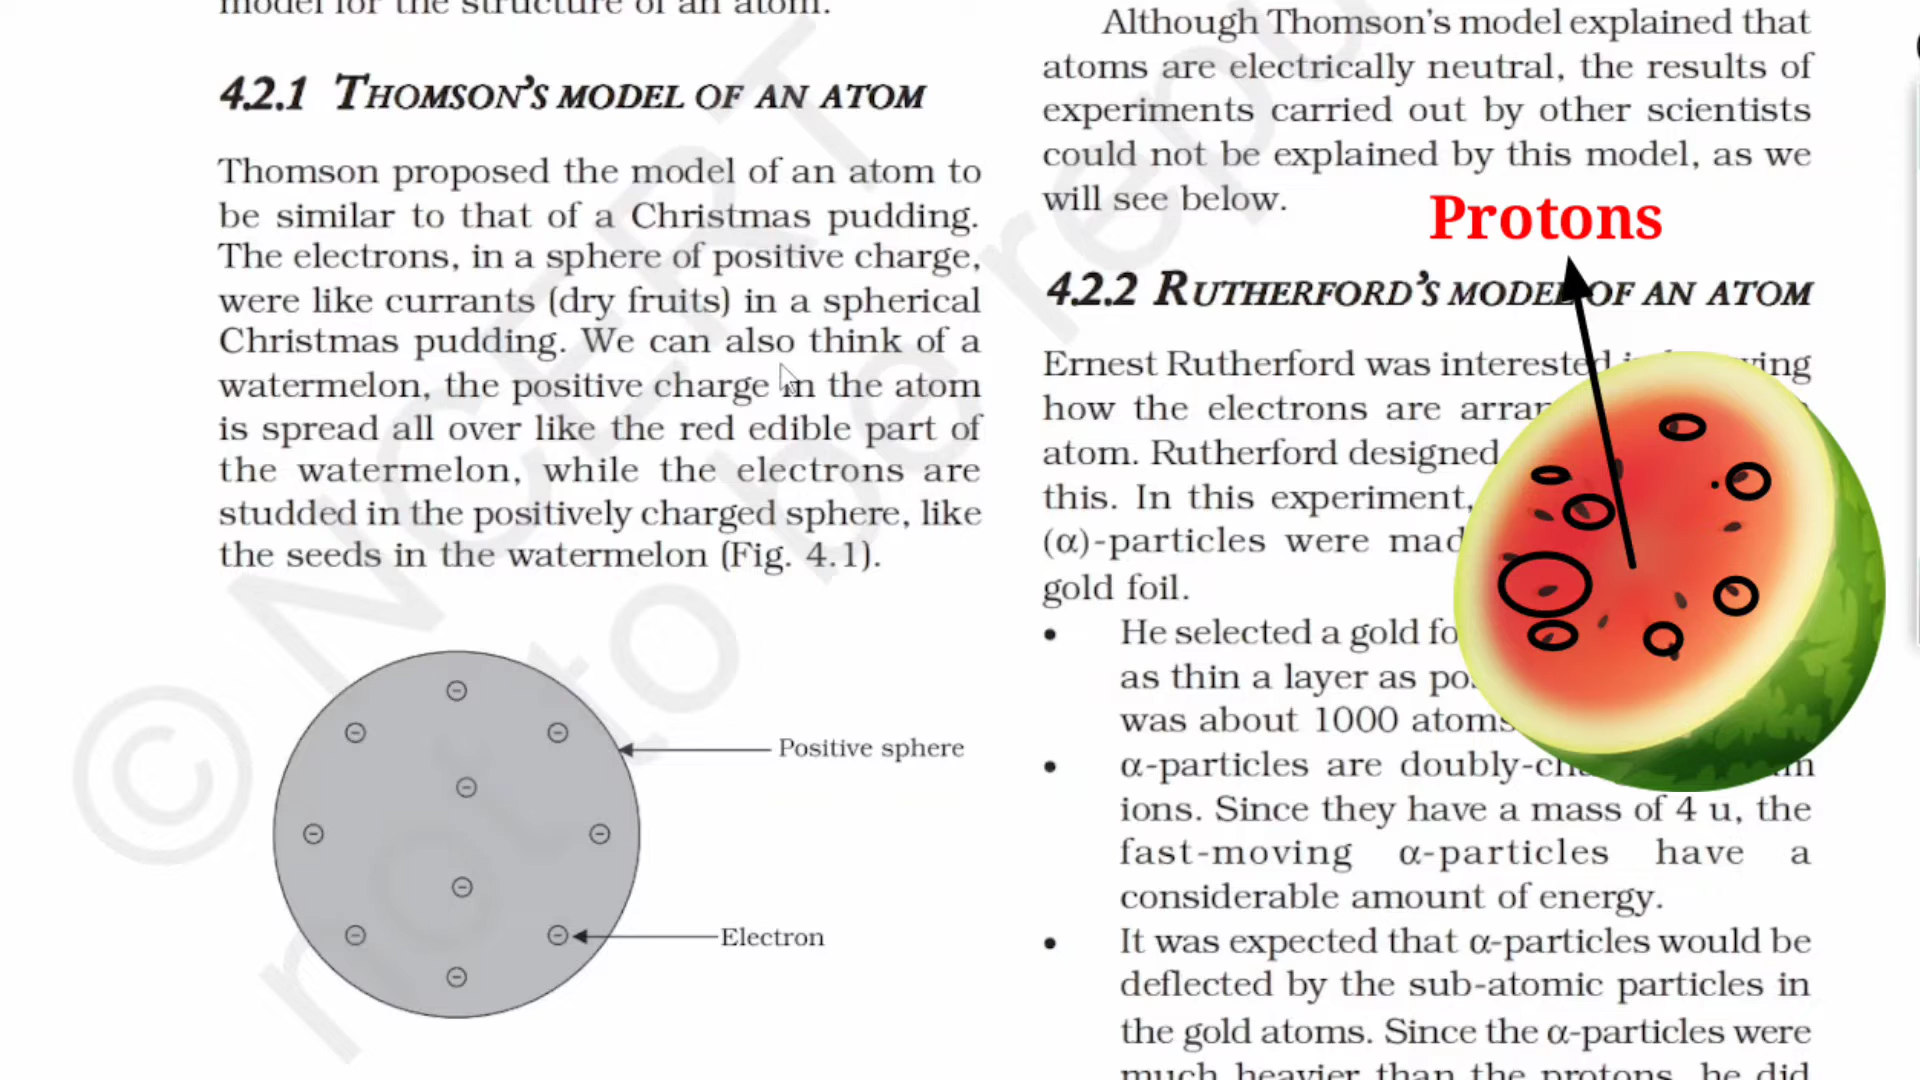 model for the structure of an atom.
4.2.1 THOMSON'S MODEL OF AN ATOM
Thomson proposed the model of an atom to
be similar to that of a Christmas pudding.
The electrons, in a sphere of positive charge,
were like currants (dry fruits) in a spherical
Christmas pudding. We can also think of a
watermelon, the positive charge in the atom
is spread all over like the red edible part of
the watermelon, while the electrons are
studded in the positively charged sphere, like
the seeds in the watermelon (Fig. 4.1).
Positive sphere
Electron
Although Thomson's model explained that
atoms are electrically neutral, the results of
experiments carried out by other scientists
could not be explained by this model, as we
will see below.
Protons
4.2.2 RUTHERFORD'S MODEL OF AN ATOM
Ernest Rutherford was interested
how the electrons are
atom. Rutherford designed
this. In this experiment,
(α)-particles were
gold foil.
• He selected a gold
as thin a layer as
was about 1000 atoms
• α-particles are
ions. Since they have a mass of 4 u, the
fast-moving α-particles have a
considerable amount of energy.
• It was expected that α-particles would be
deflected by the sub-atomic particles in
the gold atoms. Since the α-particles were
much heavier than the protons, he did
© NCERT
not to be